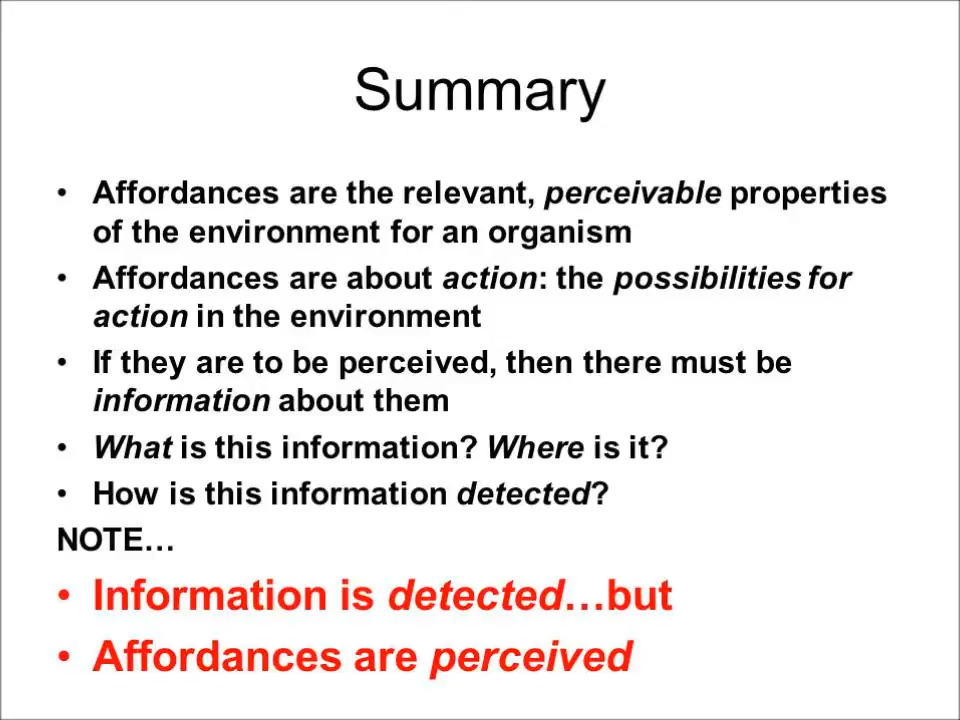 Summary
• Affordances are the relevant, perceivable properties
of the environment for an organism
• Affordances are about action: the possibilities for
action in the environment
• If they are to be perceived, then there must be
information about them
• What is this information? Where is it?
• How is this information detected?
NOTE…
• Information is detected…but
• Affordances are perceived